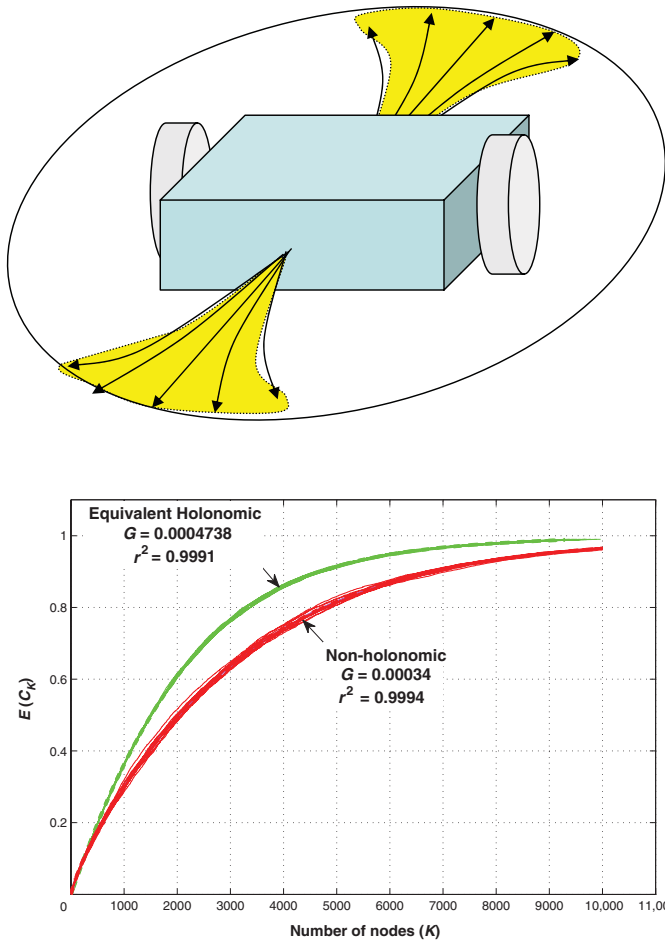 Equivalent Holonomic
G = 0.0004738
r² = 0.9991
Non-holonomic
G = 0.00034
r² = 0.9994
E (C_K)
1
0.8
0.6
0.4
0.2
0 1000 2000 3000 4000 5000 6000 7000 8000 9000 10,000 11,00
Number of nodes (K)